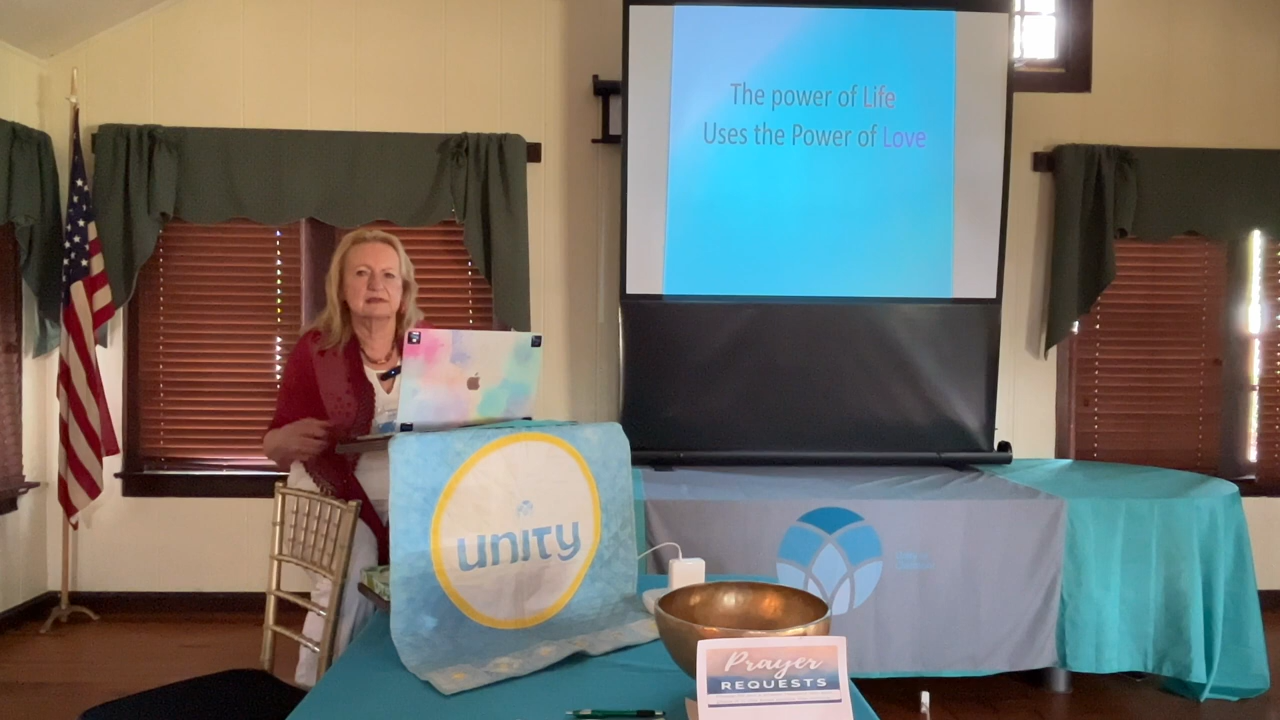 The power of Life
Uses the Power of Love
unity
Prayer
REQUESTS